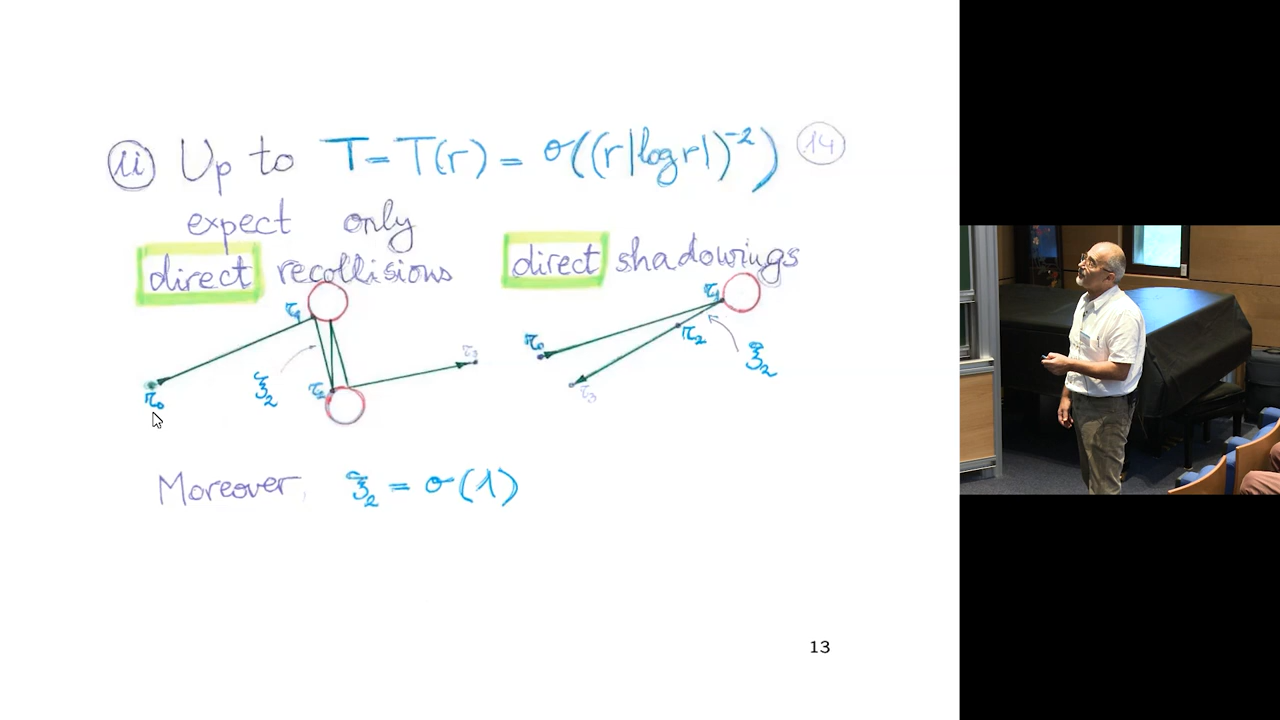 ii Up to T = T(r) = o((r|log r|)^-2) 14
expect only
direct recollisions direct shadowings
τ1 τ1
τ0 τ2 ξ2
τ3
ξ2 τ2
τ0 τ3
Moreover, ξ2 = o(1)
13